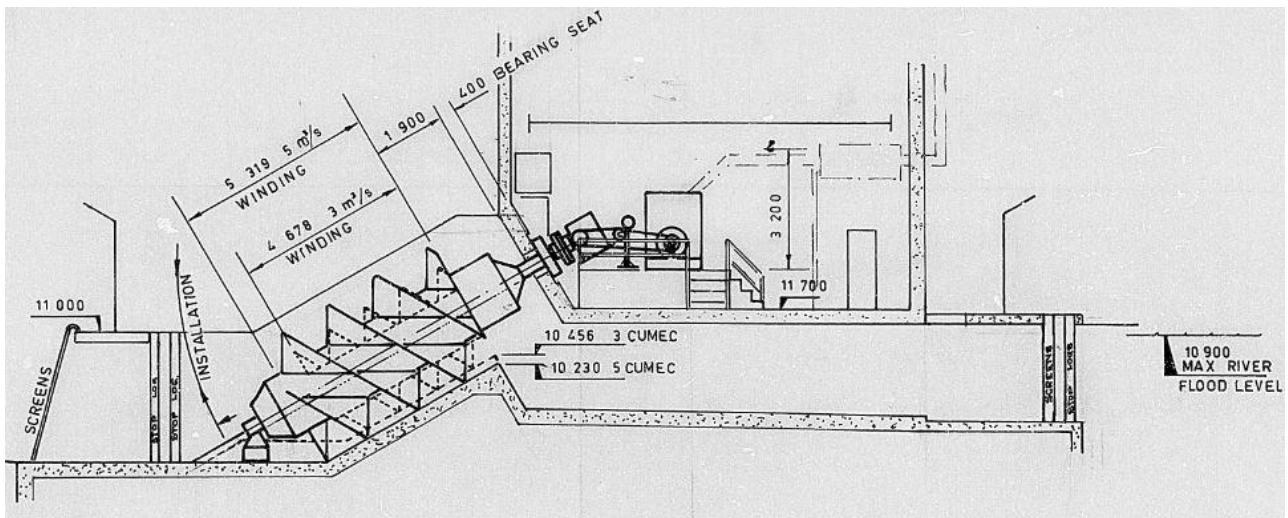 400 BEARING SEAT
1 900
5 319 5 m³/s
WINDING
4 678 3 m³/s
WINDING
3 200
INSTALLATION
11 000
11 700
SCREENS
STOP LOG
STOP LOG
10 456 3 CUMEC
10 230 5 CUMEC
SCREENS
STOP LOGS
10 900
MAX RIVER
FLOOD LEVEL